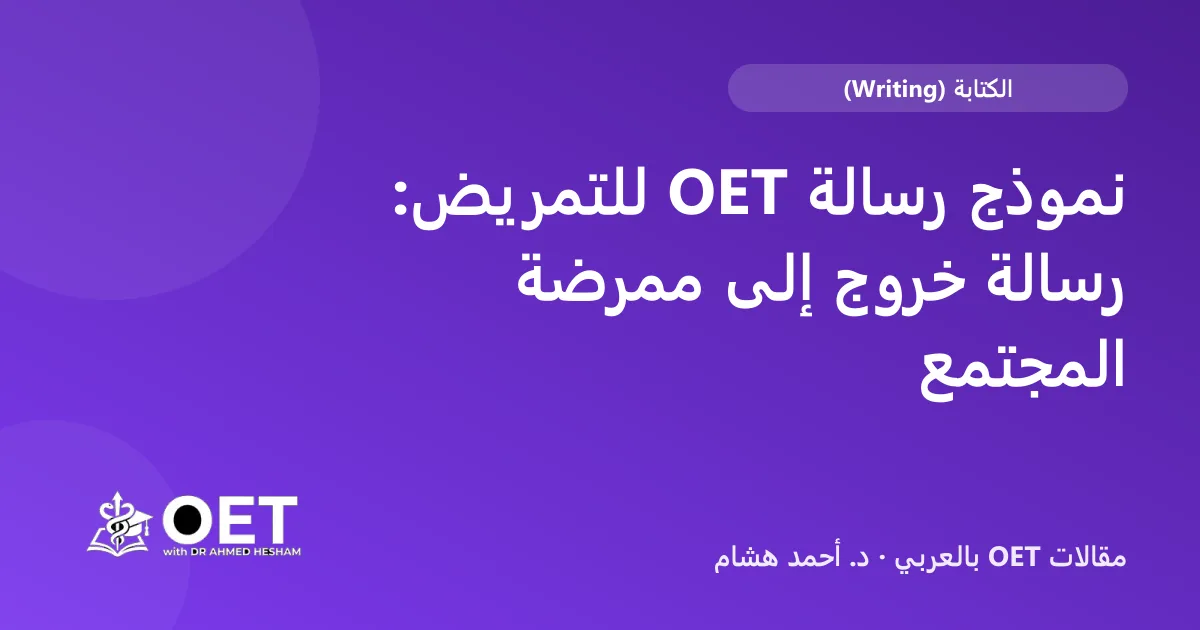 الكتابة (Writing)
نموذج رسالة OET للتمريض:
رسالة خروج إلى ممرضة
المجتمع
OET
with DR AHMED HESHAM
مقالات OET بالعربي · د. أحمد هشام